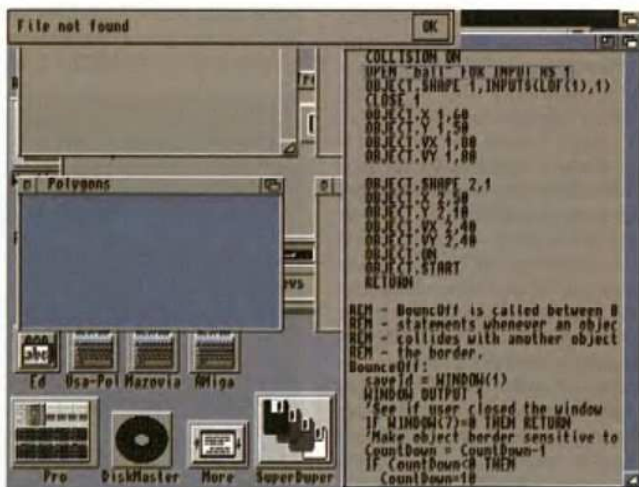 File not found
OK
Polygons
Ed
Usa-Pol
Mazovia
AMiga
abc
Pro
DiskMaster
More
SuperDuper
COLLISION ON
OPEN "ball" FOR INPUT AS 1
OBJECT.SHAPE 1,INPUT$(LOF(1),1)
CLOSE 1
OBJECT.X 1,60
OBJECT.Y 1,50
OBJECT.VX 1,80
OBJECT.VY 1,80
OBJECT.SHAPE 2,1
OBJECT.X 2,50
OBJECT.Y 2,10
OBJECT.VX 2,40
OBJECT.VY 2,40
OBJECT.ON
OBJECT.START
RETURN
REM - BouncOff is called between B
REM - statements whenever an objec
REM - collides with another object
REM - the border.
BounceOff:
saveId = WINDOW(1)
WINDOW OUTPUT 1
'See if user closed the window
IF WINDOW(7)=0 THEN RETURN
'Make object border sensitive to
CountDown = CountDown-1
IF CountDown<0 THEN
CountDown=10